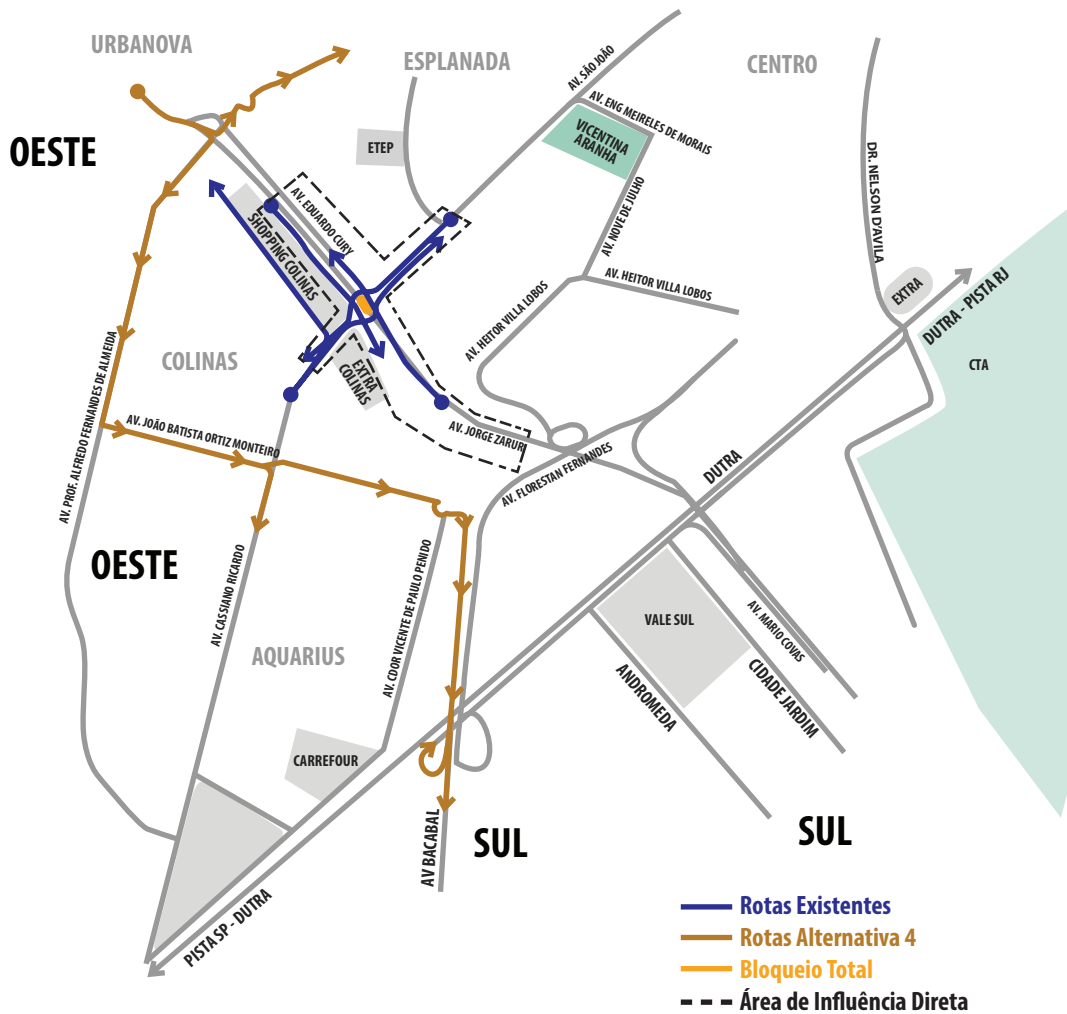 URBANOVA
ESPLANADA
CENTRO
AV. SÃO JOÃO
AV. ENG MEIRELES DE MORAIS
OESTE
ETEP
VICENTINA
ARANHA
DR. NELSON D'AVILA
AV. EDUARDO CURY
SHOPPING COLINAS
AV. NOVE DE JULHO
AV. HEITOR VILLA LOBOS
AV. HEITOR VILLA LOBOS
EXTRA
DUTRA - PISTA RJ
CTA
COLINAS
EXTRA
COLINAS
AV. PROF. ALFREDO FERNANDES DE ALMEIDA
AV. JOÃO BATISTA ORTIZ MONTEIRO
AV. JORGE ZARUR
AV. FLORESTAN FERNANDES
DUTRA
OESTE
AV. CASSIANO RICARDO
AV. CDOR VICENTE DE PAULO PENIDO
AQUARIUS
VALE SUL
AV. MARIO COVAS
CIDADE JARDIM
ANDROMEDA
CARREFOUR
AV BACABAL
SUL
SUL
PISTA SP - DUTRA
Rotas Existentes
Rotas Alternativa 4
Bloqueio Total
Área de Influência Direta